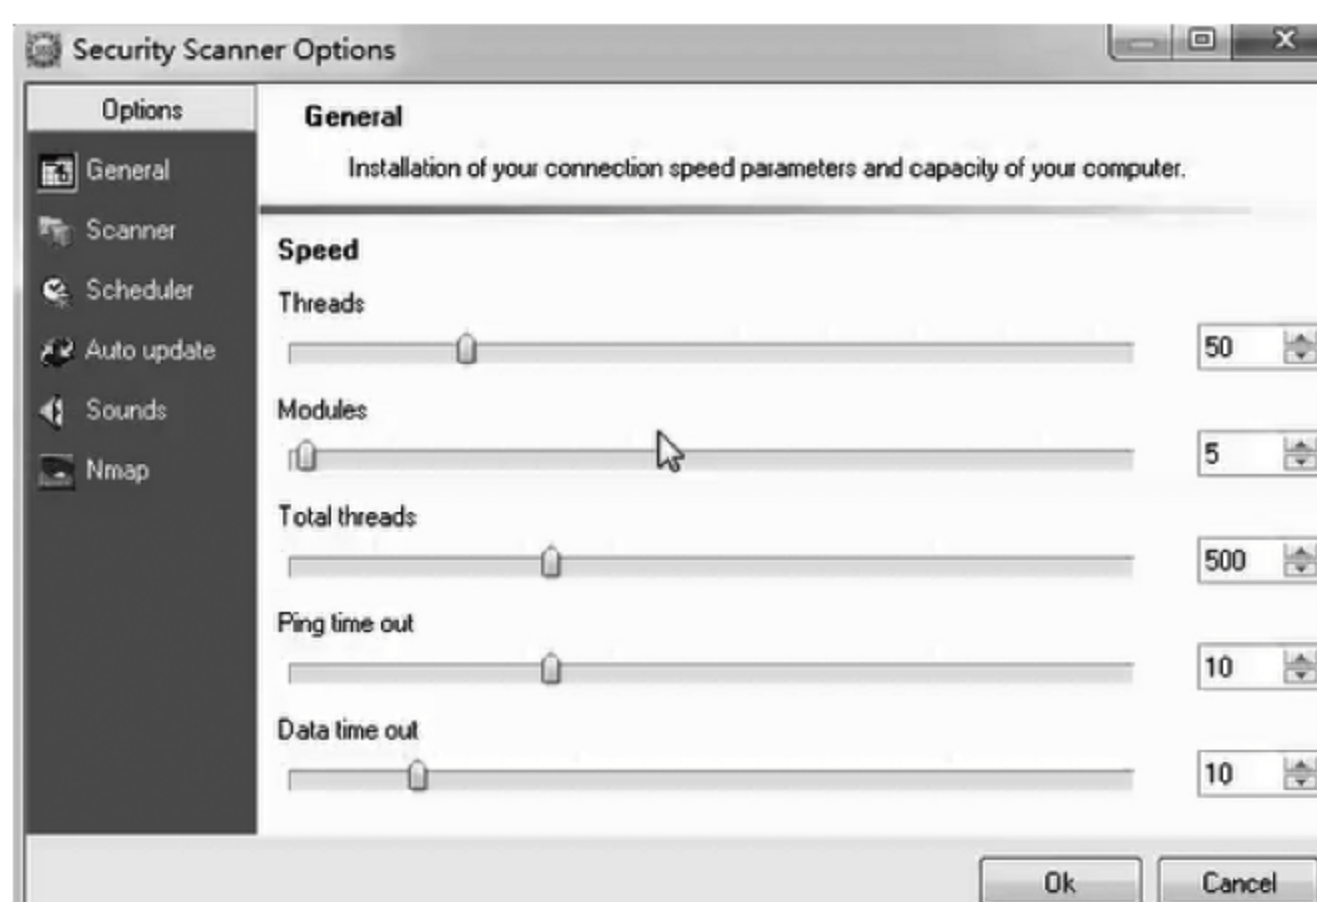 Security Scanner Options
Options
General
Scanner
Scheduler
Auto update
Sounds
Nmap
General
Installation of your connection speed parameters and capacity of your computer.
Speed
Threads
50
Modules
5
Total threads
500
Ping time out
10
Data time out
10
Ok
Cancel